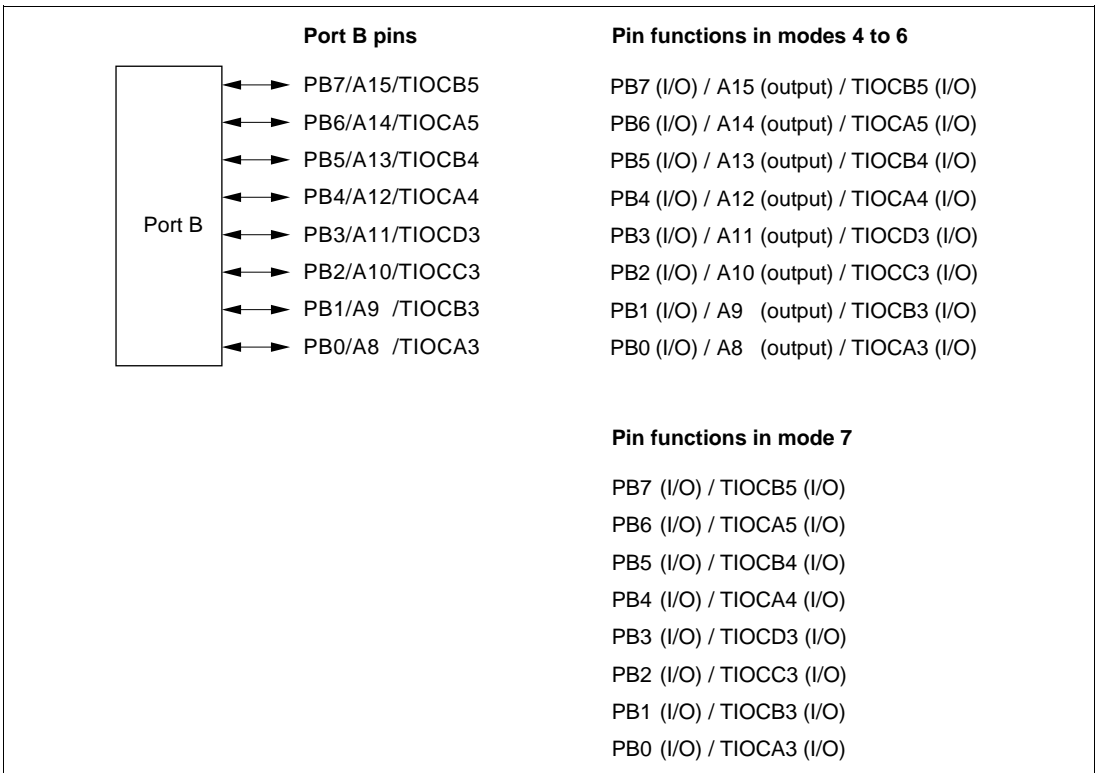 Port B pins
Pin functions in modes 4 to 6
Port B
PB7/A15/TIOCB5
PB7 (I/O) / A15 (output) / TIOCB5 (I/O)
PB6/A14/TIOCA5
PB6 (I/O) / A14 (output) / TIOCA5 (I/O)
PB5/A13/TIOCB4
PB5 (I/O) / A13 (output) / TIOCB4 (I/O)
PB4/A12/TIOCA4
PB4 (I/O) / A12 (output) / TIOCA4 (I/O)
PB3/A11/TIOCD3
PB3 (I/O) / A11 (output) / TIOCD3 (I/O)
PB2/A10/TIOCC3
PB2 (I/O) / A10 (output) / TIOCC3 (I/O)
PB1/A9 /TIOCB3
PB1 (I/O) / A9 (output) / TIOCB3 (I/O)
PB0/A8 /TIOCA3
PB0 (I/O) / A8 (output) / TIOCA3 (I/O)
Pin functions in mode 7
PB7 (I/O) / TIOCB5 (I/O)
PB6 (I/O) / TIOCA5 (I/O)
PB5 (I/O) / TIOCB4 (I/O)
PB4 (I/O) / TIOCA4 (I/O)
PB3 (I/O) / TIOCD3 (I/O)
PB2 (I/O) / TIOCC3 (I/O)
PB1 (I/O) / TIOCB3 (I/O)
PB0 (I/O) / TIOCA3 (I/O)